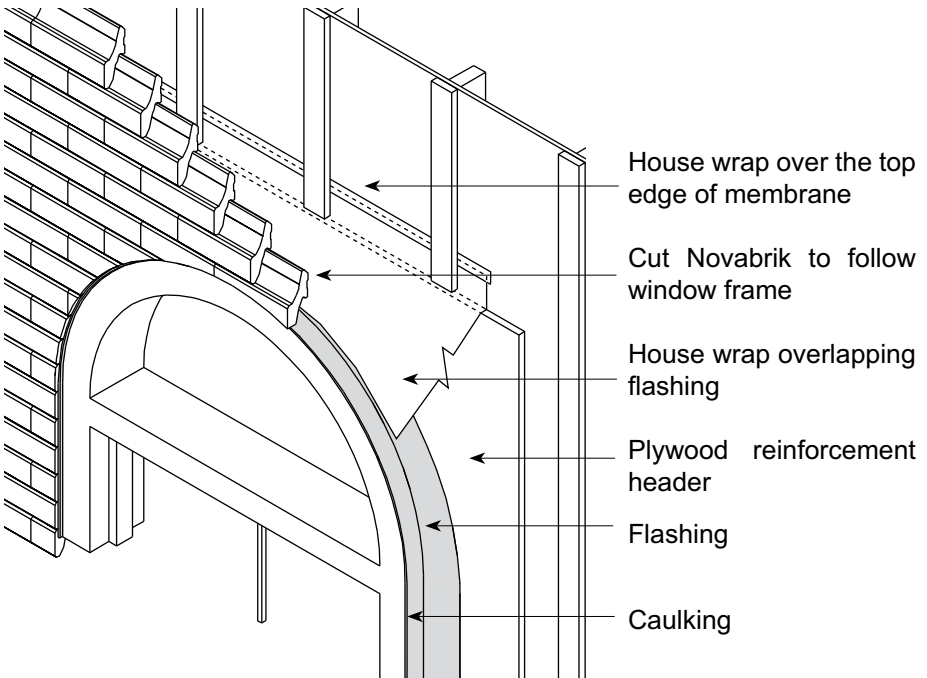 House wrap over the top
edge of membrane
Cut Novabrik to follow
window frame
House wrap overlapping
flashing
Plywood reinforcement
header
Flashing
Caulking